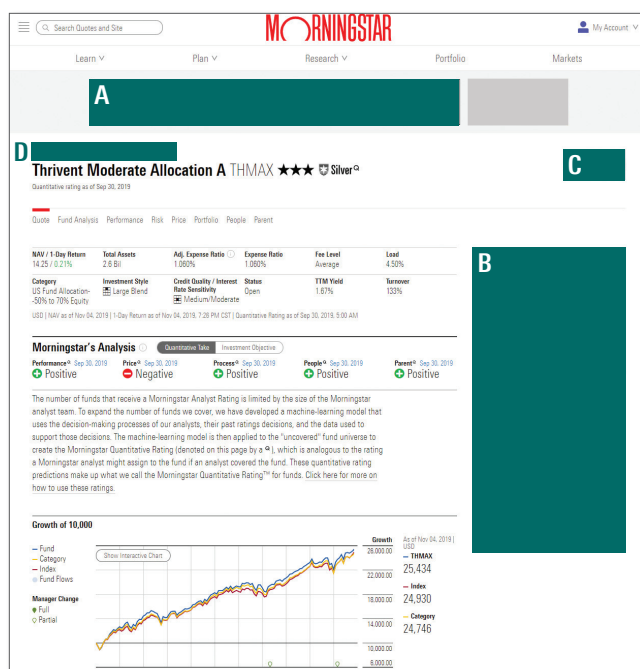 Search Quotes and Site
MORNINGSTAR
My Account
Learn
Plan
Research
Portfolio
Markets
A
D
C
Thrivent Moderate Allocation A THMAX ★★★ Silver Q
Quantitative rating as of Sep 30, 2019
Quote Fund Analysis Performance Risk Price Portfolio People Parent
B
NAV / 1-Day Return Total Assets Adj. Expense Ratio Expense Ratio Fee Level Load
14.25 / 0.21% 2.6 Bil 1.060% 1.060% Average 4.50%
Category Investment Style Credit Quality / Interest Rate Sensitivity Status TTM Yield Turnover
US Fund Allocation--50% to 70% Equity Large Blend Medium/Moderate Open 1.67% 133%
USD | NAV as of Nov 04, 2019 | 1-Day Return as of Nov 04, 2019, 7:26 PM CST | Quantitative Rating as of Sep 30, 2019, 5:00 AM
Morningstar's Analysis Quantitative Take Investment Objective
Performance Q Sep 30, 2019 Price Q Sep 30, 2019 Process Q Sep 30, 2019 People Q Sep 30, 2019 Parent Q Sep 30, 2019
Positive Negative Positive Positive Positive
The number of funds that receive a Morningstar Analyst Rating is limited by the size of the Morningstar
analyst team. To expand the number of funds we cover, we have developed a machine-learning model that
uses the decision-making processes of our analysts, their past ratings decisions, and the data used to
support those decisions. The machine-learning model is then applied to the "uncovered" fund universe to
create the Morningstar Quantitative Rating (denoted on this page by a Q ), which is analogous to the rating
a Morningstar analyst might assign to the fund if an analyst covered the fund. These quantitative rating
predictions make up what we call the Morningstar Quantitative Rating™ for funds. Click here for more on
how to use these ratings.
Growth of 10,000
Fund
Category
Index
Fund Flows
Manager Change
Full
Partial
Show Interactive Chart
Growth
28,000.00
22,000.00
18,000.00
14,000.00
10,000.00
6,000.00
As of Nov 04, 2019 |
USD
THMAX
25,434
Index
24,930
Category
24,746